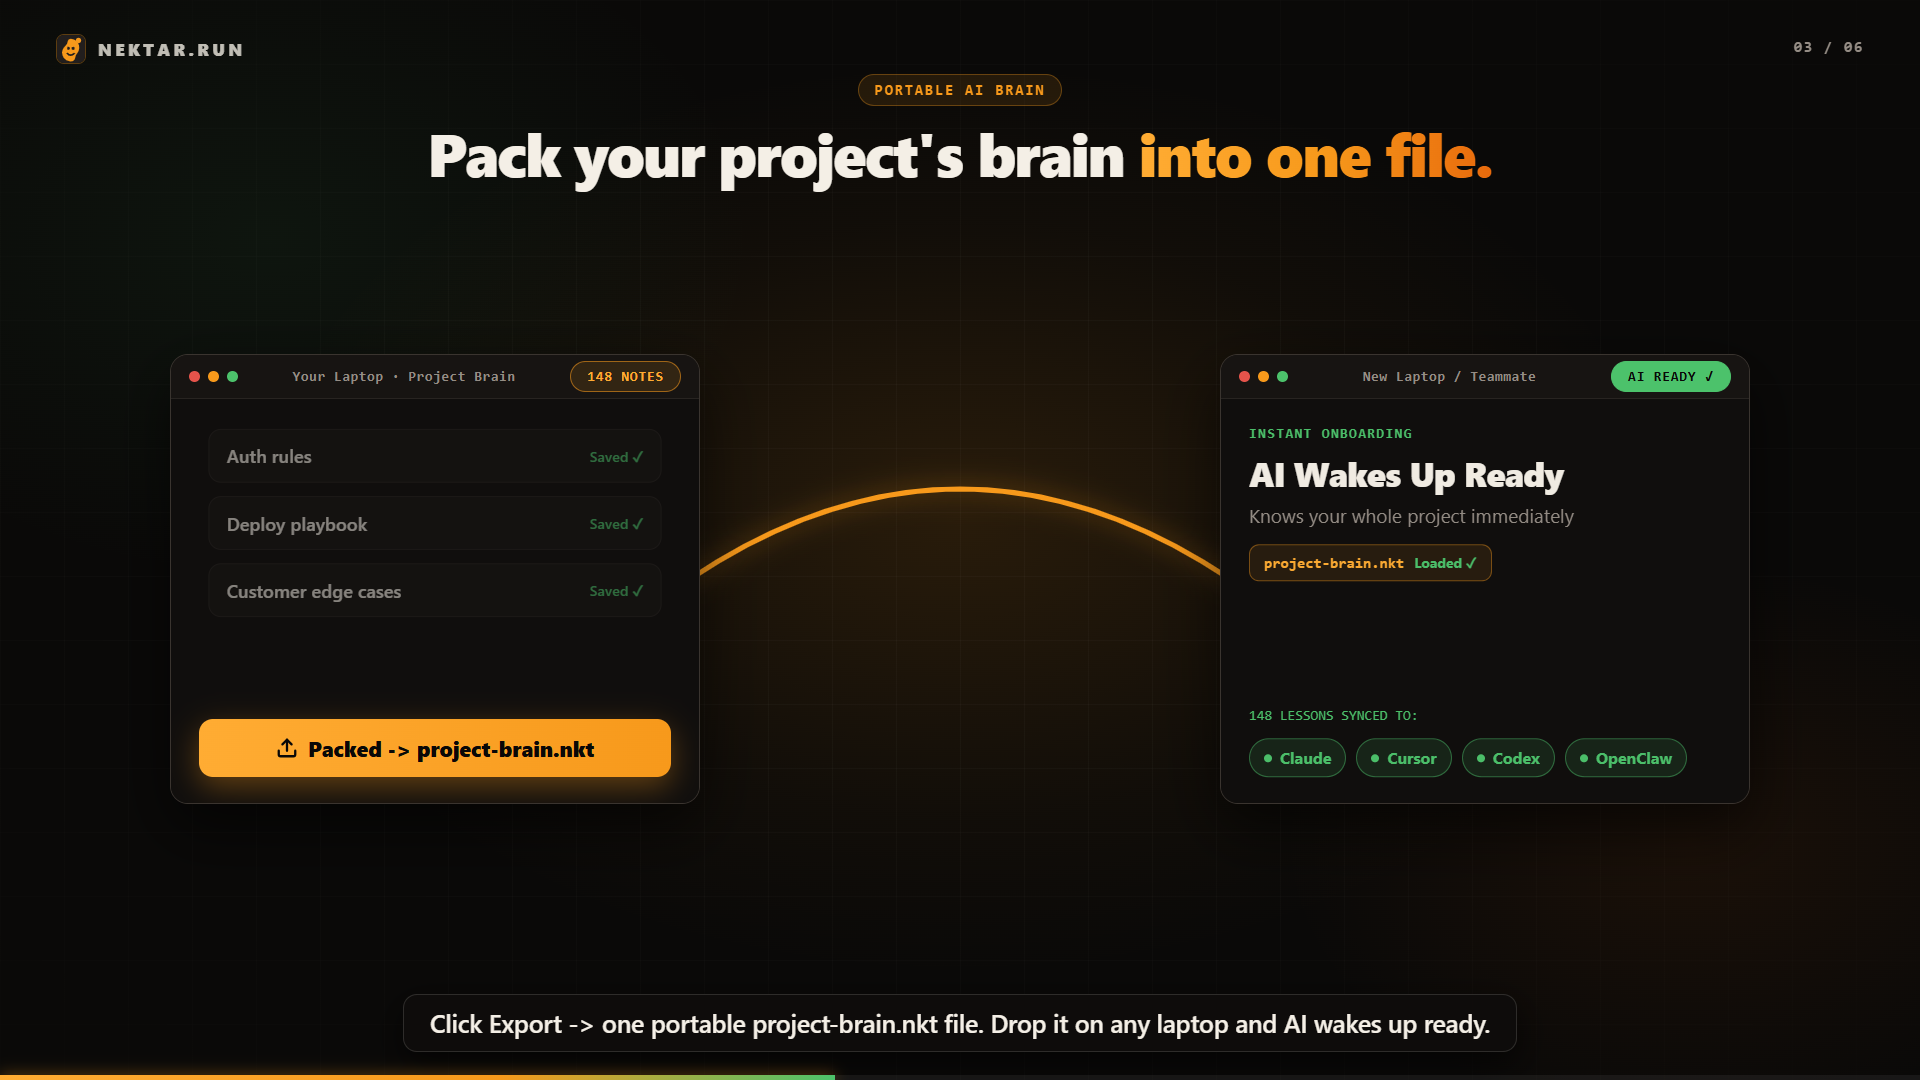 NEKTAR.RUN
03 / 06
PORTABLE AI BRAIN
Pack your project's brain into one file.
Your Laptop · Project Brain
148 NOTES
Auth rules
Saved ✓
Deploy playbook
Saved ✓
Customer edge cases
Saved ✓
Packed -> project-brain.nkt
New Laptop / Teammate
AI READY ✓
INSTANT ONBOARDING
AI Wakes Up Ready
Knows your whole project immediately
project-brain.nkt Loaded ✓
148 LESSONS SYNCED TO:
Claude
Cursor
Codex
OpenClaw
Click Export -> one portable project-brain.nkt file. Drop it on any laptop and AI wakes up ready.